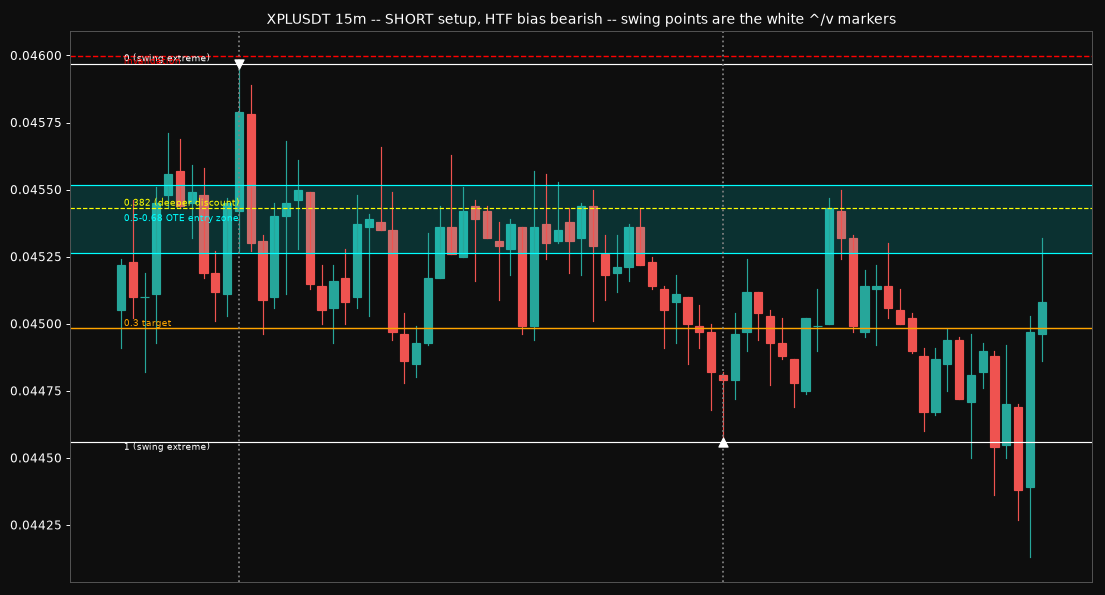 XPLUSDT 15m -- SHORT setup, HTF bias bearish -- swing points are the white ^/v markers
0.04600
0 (swing extreme)
0.04575
0.04550
0.382 (deeper discount)
0.5-0.68 OTE entry zone
0.04525
0.04500
0.3 target
0.04475
1 (swing extreme)
0.04450
0.04425